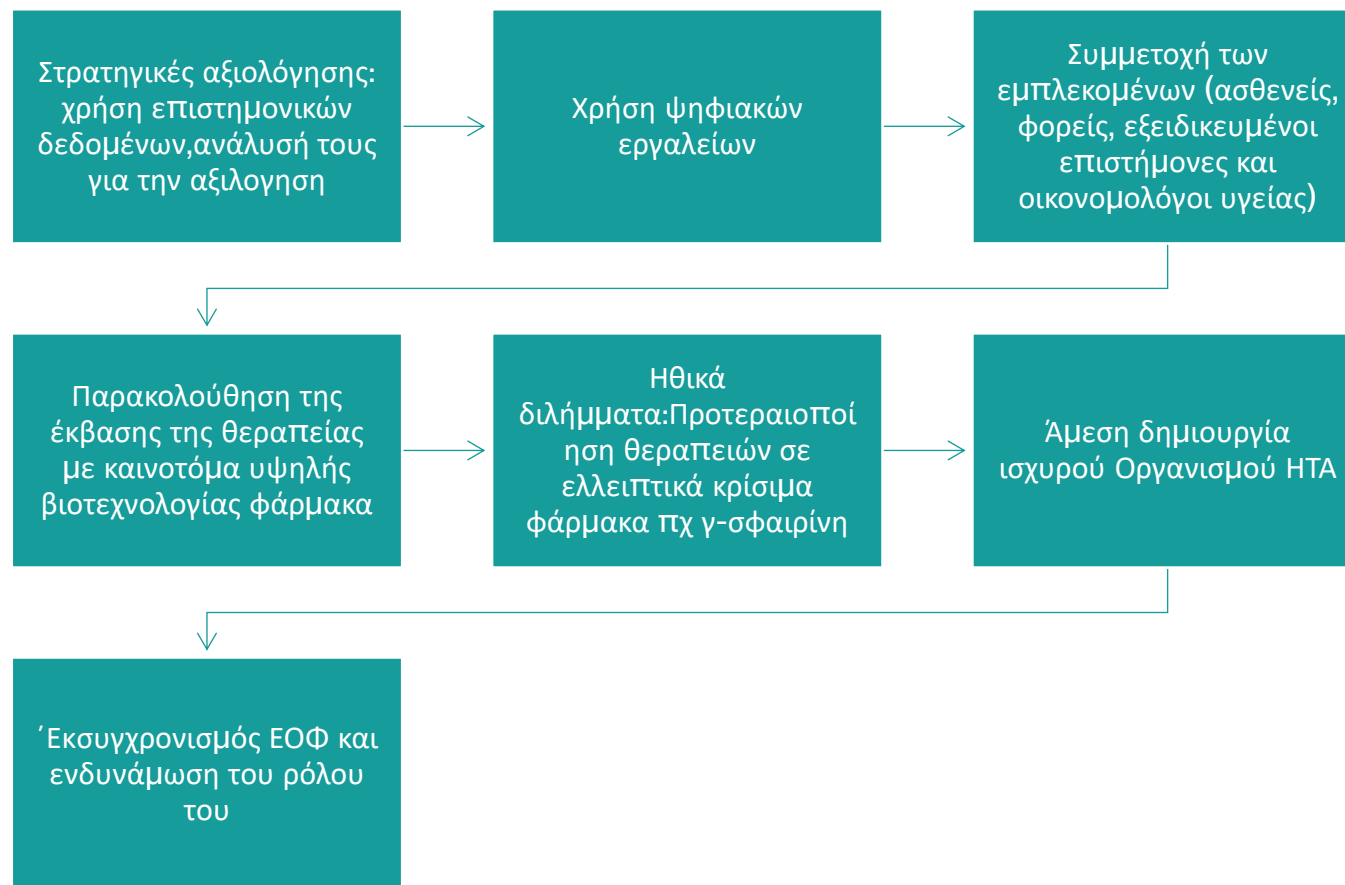 Στρατηγικές αξιολόγησης:
χρήση επιστημονικών
δεδομένων,ανάλυσή τους
για την αξιλογηση
Χρήση ψηφιακών
εργαλείων
Συμμετοχή των
εμπλεκομένων (ασθενείς,
φορείς, εξειδικευμένοι
επιστήμονες και
οικονομολόγοι υγείας)
Παρακολούθηση της
έκβασης της θεραπείας
με καινοτόμα υψηλής
βιοτεχνολογίας φάρμακα
Ηθικά
διλήμματα:Προτεραιοποί
ηση θεραπειών σε
ελλειπτικά κρίσιμα
φάρμακα πχ γ-σφαιρίνη
Άμεση δημιουργία
ισχυρού Οργανισμού ΗΤΑ
΄Εκσυγχρονισμός ΕΟΦ και
ενδυνάμωση του ρόλου
του